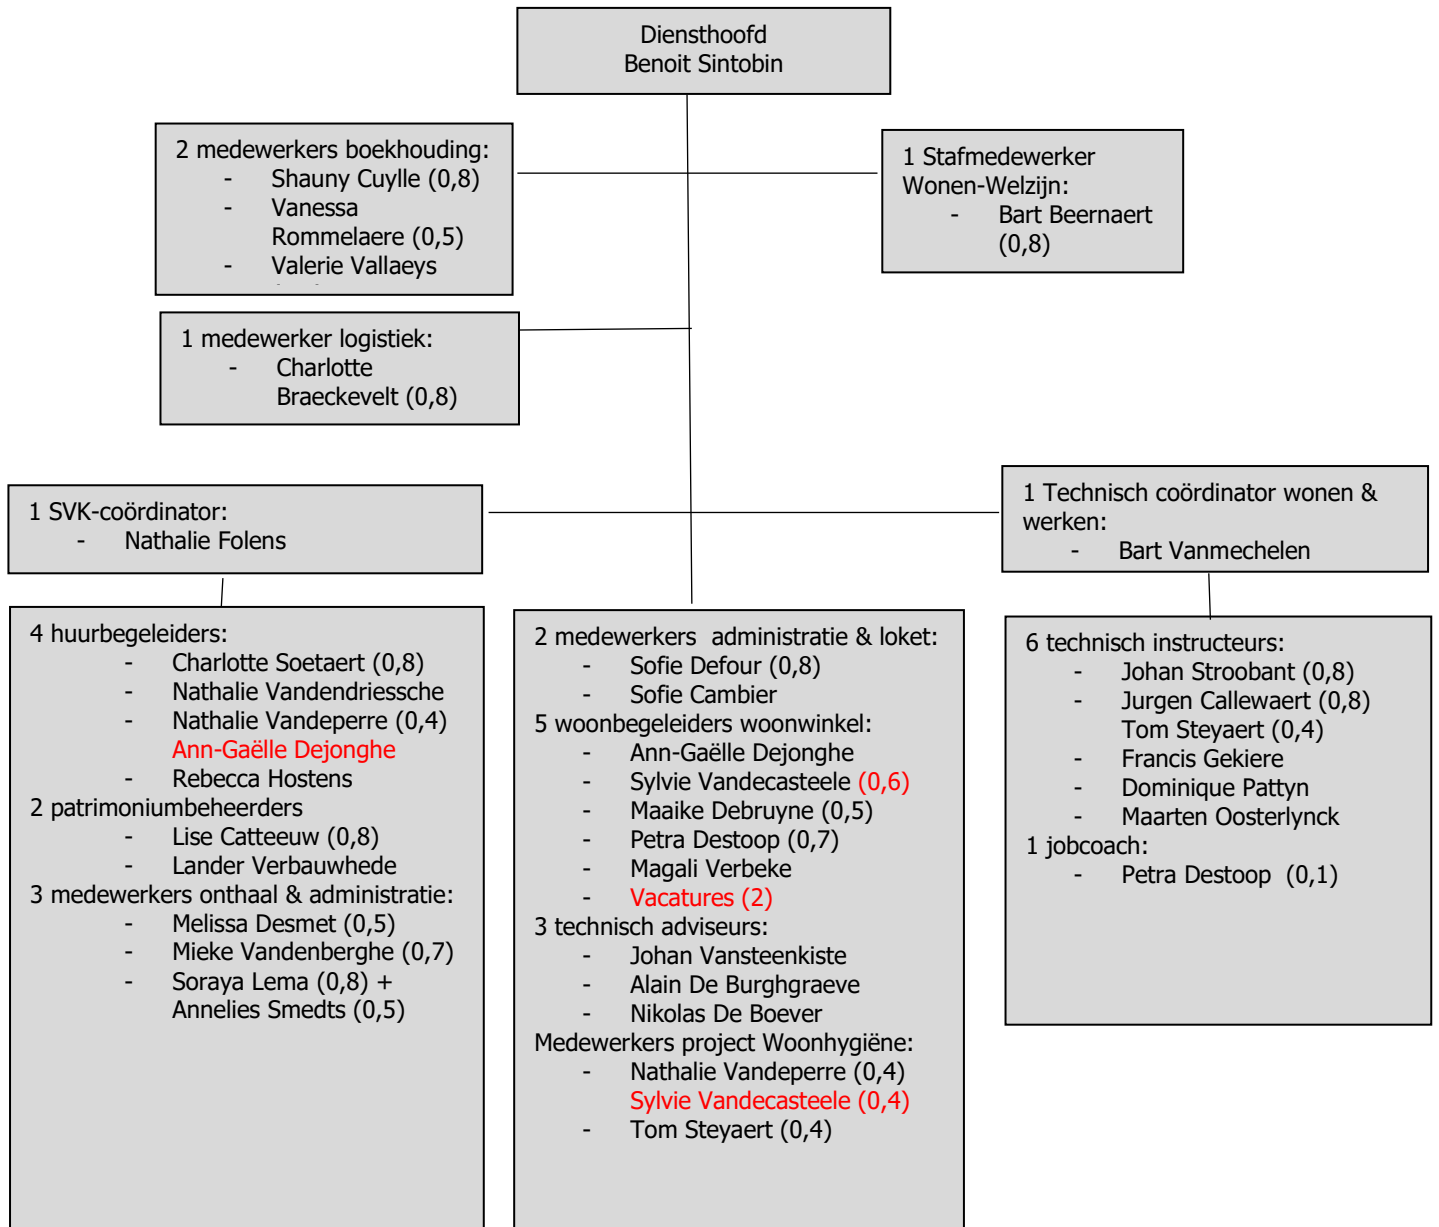 Diensthoofd
Benoit Sintobin
2 medewerkers boekhouding:
- Shauny Cuylle (0,8)
- Vanessa
Rommelaere (0,5)
- Valerie Vallaeys
1 Stafmedewerker
Wonen-Welzijn:
- Bart Beernaert
(0,8)
1 medewerker logistiek:
- Charlotte
Braeckevelt (0,8)
1 SVK-coördinator:
- Nathalie Folens
1 Technisch coördinator wonen &
werken:
- Bart Vanmechelen
4 huurbegeleiders:
- Charlotte Soetaert (0,8)
- Nathalie Vandendriessche
- Nathalie Vandeperre (0,4)
Ann-Gaëlle Dejonghe
- Rebecca Hostens
2 patrimoniumbeheerders
- Lise Catteeuw (0,8)
- Lander Verbauwhede
3 medewerkers onthaal & administratie:
- Melissa Desmet (0,5)
- Mieke Vandenberghe (0,7)
- Soraya Lema (0,8) +
Annelies Smedts (0,5)
2 medewerkers  administratie & loket:
- Sofie Defour (0,8)
- Sofie Cambier
5 woonbegeleiders woonwinkel:
- Ann-Gaëlle Dejonghe
- Sylvie Vandecasteele (0,6)
- Maaike Debruyne (0,5)
- Petra Destoop (0,7)
- Magali Verbeke
- Vacatures (2)
3 technisch adviseurs:
- Johan Vansteenkiste
- Alain De Burghgraeve
- Nikolas De Boever
Medewerkers project Woonhygiëne:
- Nathalie Vandeperre (0,4)
Sylvie Vandecasteele (0,4)
- Tom Steyaert (0,4)
6 technisch instructeurs:
- Johan Stroobant (0,8)
- Jurgen Callewaert (0,8)
Tom Steyaert (0,4)
- Francis Gekiere
- Dominique Pattyn
- Maarten Oosterlynck
1 jobcoach:
- Petra Destoop  (0,1)